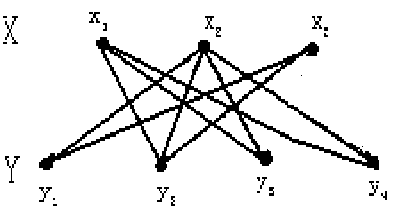 X x₁ x₂ x₃
Y y₁ y₂ y₃ y₄